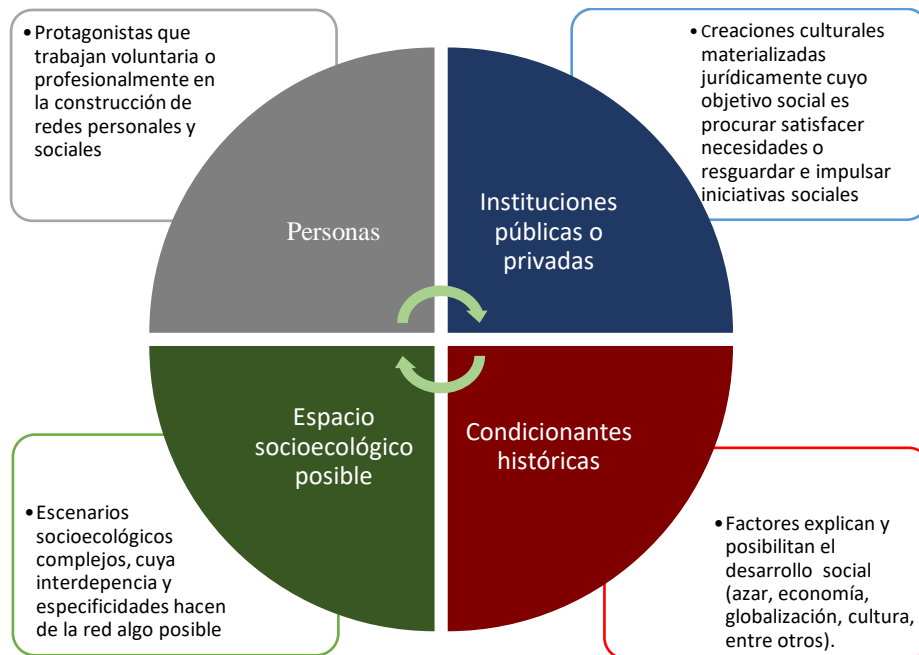 •Protagonistas que
trabajan voluntaria o
profesionalmente en
la construcción de
redes personales y
sociales
•Creaciones culturales
materializadas
jurídicamente cuyo
objetivo social es
procurar satisfacer
necesidades o
resguardar e impulsar
iniciativas sociales
Personas
Instituciones
públicas o
privadas
Espacio
socioecológico
posible
Condicionantes
históricas
•Escenarios
socioecológicos
complejos, cuya
interdepencia y
especificidades hacen
de la red algo posible
•Factores explican y
posibilitan el
desarrollo social
(azar, economía,
globalización, cultura,
entre otros).